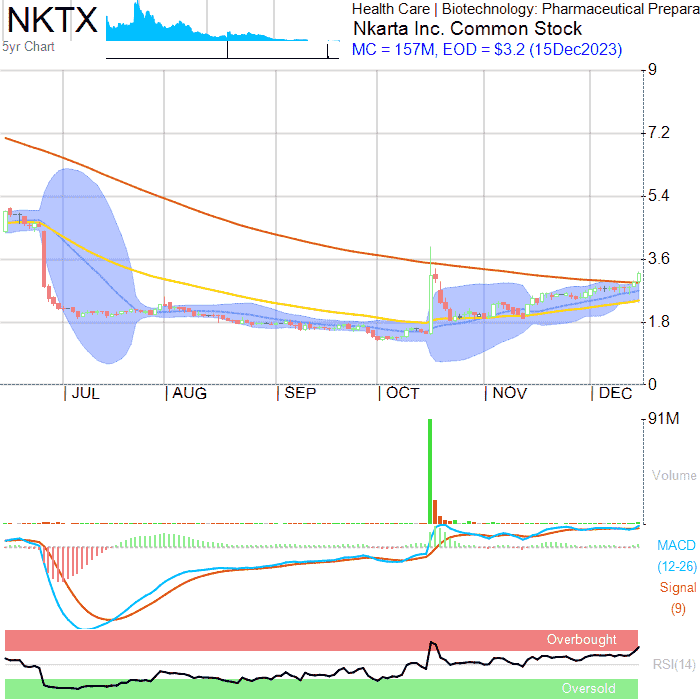 NKTX
5yr Chart
Health Care | Biotechnology: Pharmaceutical Prepara
Nkarta Inc. Common Stock
MC = 157M, EOD = $3.2 (15Dec2023)
9
7.2
5.4
3.6
1.8
0
JUL
AUG
SEP
OCT
NOV
DEC
91M
Volume
MACD
(12-26)
Signal
(9)
Overbought
RSI(14)
Oversold